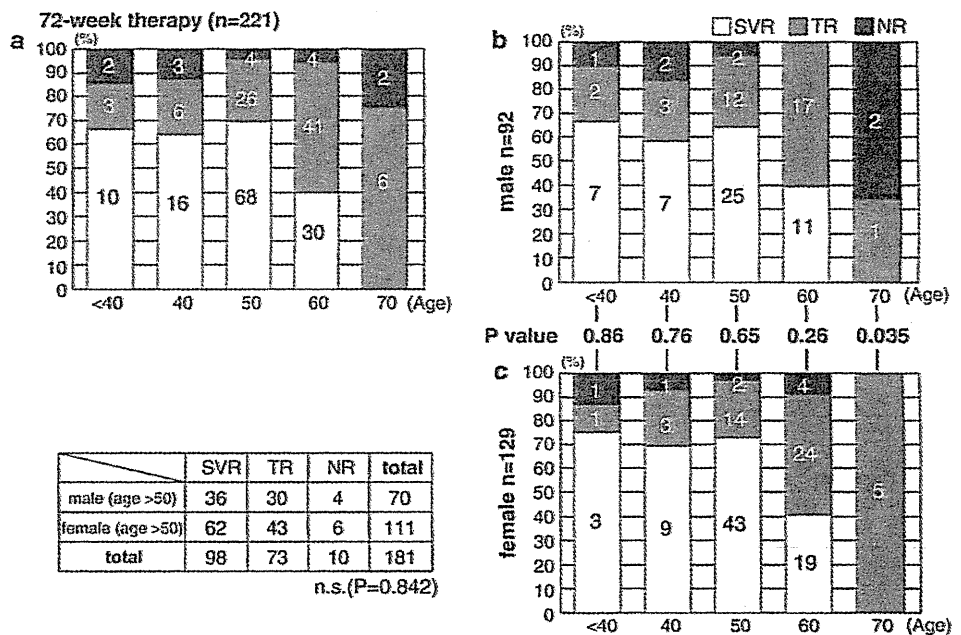 72-week therapy (n=221)
a
(%)
100
90
80
70
60
50
40
30
20
10
0
2 3 4 4 2
3 6 26 41 6
10 16 68 30
<40 40 50 60 70 (Age)
SVR TR NR
b
(%)
100
90
80
70
60
50
40
30
20
10
0
male n=92
1 2 2
2 3 12 17 2
7 7 25 11 1
<40 40 50 60 70 (Age)
P value 0.86 0.76 0.65 0.26 0.035
c
(%)
100
90
80
70
60
50
40
30
20
10
0
female n=129
1 1 2 4
1 3 14 24 5
3 9 43 19
<40 40 50 60 70 (Age)
SVR TR NR total
male (age >50) 36 30 4 70
female (age >50) 62 43 6 111
total 98 73 10 181
n.s.(P=0.842)